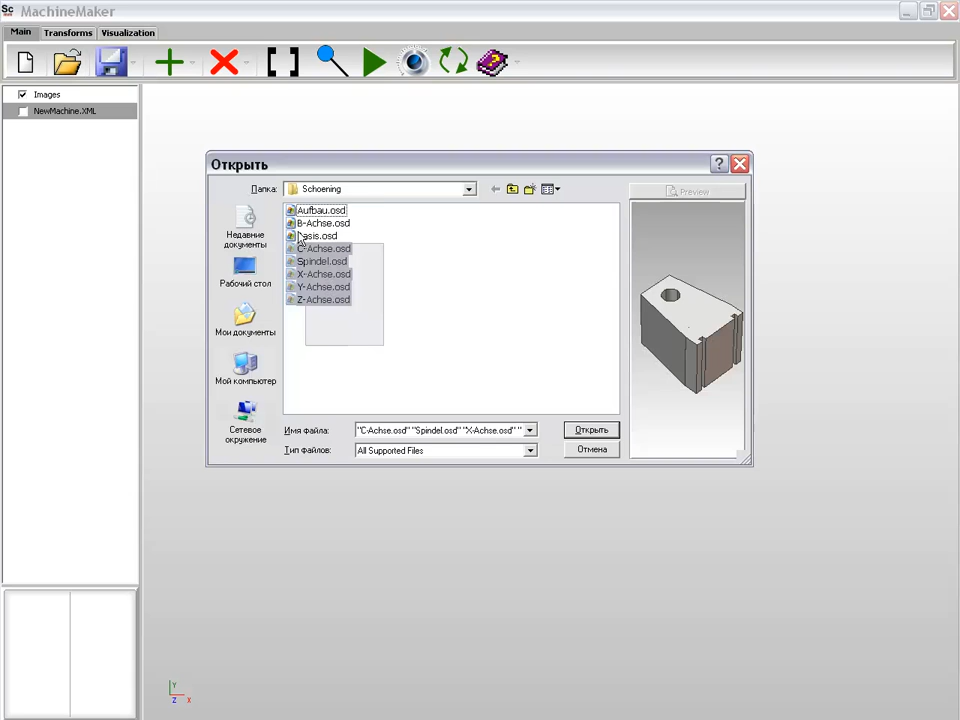 Sc MachineMaker
Main Transforms Visualization
Images
NewMachine.XML
Открыть
Папка: Schoening
Preview
Недавние документы
Рабочий стол
Мои документы
Мой компьютер
Сетевое окружение
Aufbau.osd
B-Achse.osd
asis.osd
C-Achse.osd
Spindel.osd
X-Achse.osd
Y-Achse.osd
Z-Achse.osd
Имя файла: "C-Achse.osd" "Spindel.osd" "X-Achse.osd" "
Открыть
Тип файлов: All Supported Files
Отмена
Y
Z X